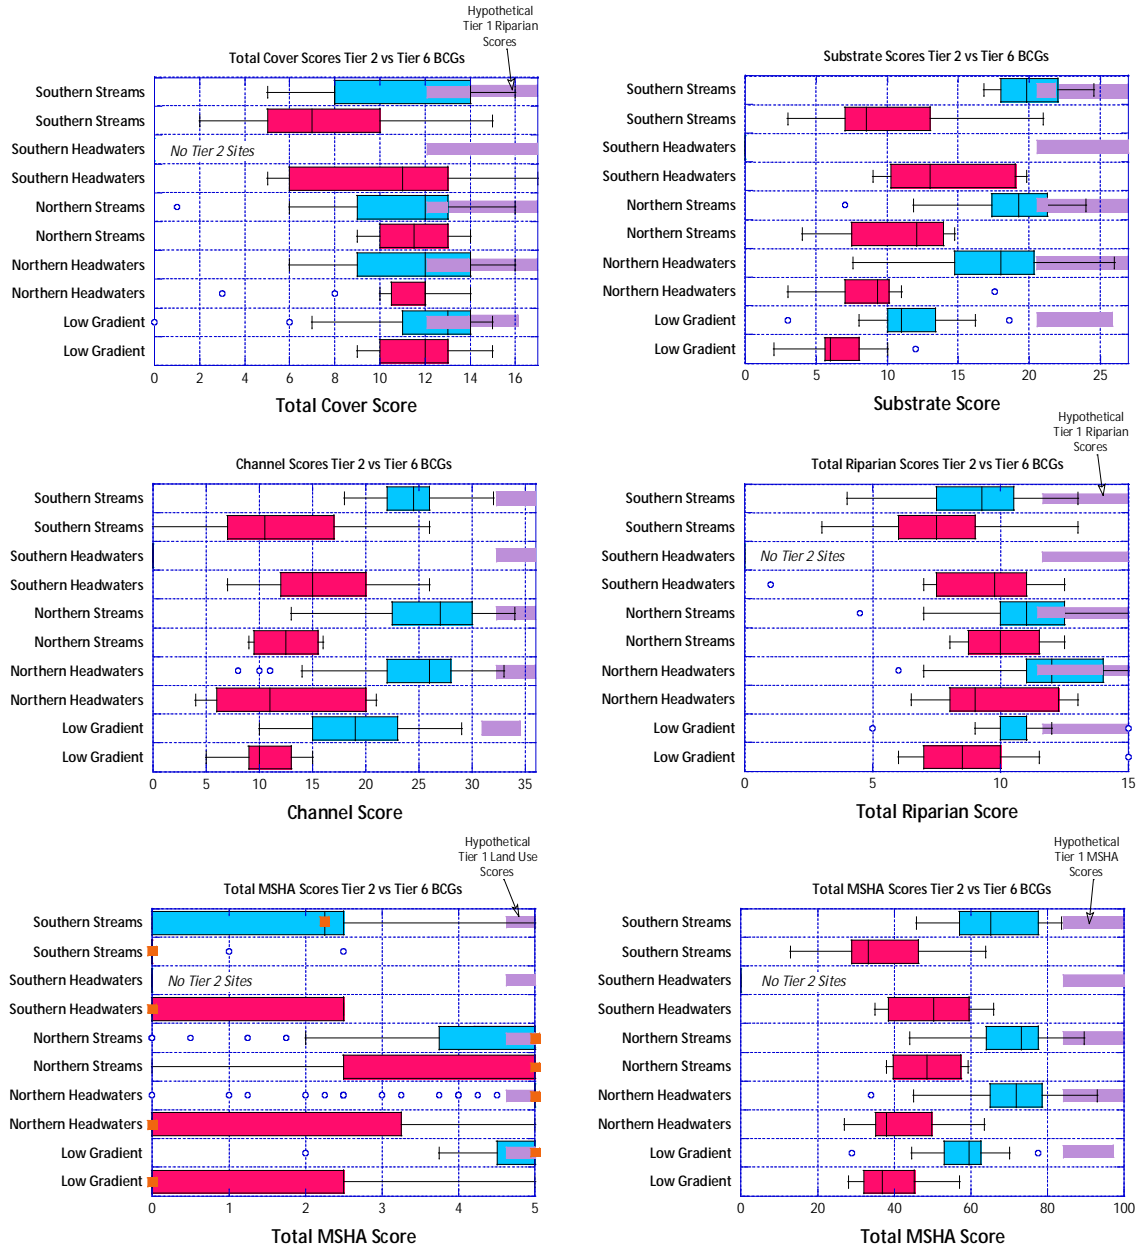 Hypothetical
Tier 1 Riparian
Scores
Total Cover Scores Tier 2 vs Tier 6 BCGs
Southern Streams
Southern Streams
Southern Headwaters
No Tier 2 Sites
Southern Headwaters
Northern Streams
Northern Streams
Northern Headwaters
Northern Headwaters
Low Gradient
Low Gradient
0 2 4 6 8 10 12 14 16
Total Cover Score
Substrate Scores Tier 2 vs Tier 6 BCGs
Southern Streams
Southern Streams
Southern Headwaters
Southern Headwaters
Northern Streams
Northern Streams
Northern Headwaters
Northern Headwaters
Low Gradient
Low Gradient
0 5 10 15 20 25
Substrate Score
Channel Scores Tier 2 vs Tier 6 BCGs
Southern Streams
Southern Streams
Southern Headwaters
Southern Headwaters
Northern Streams
Northern Streams
Northern Headwaters
Northern Headwaters
Low Gradient
Low Gradient
0 5 10 15 20 25 30 35
Channel Score
Hypothetical
Tier 1 Riparian
Scores
Total Riparian Scores Tier 2 vs Tier 6 BCGs
Southern Streams
Southern Streams
Southern Headwaters
No Tier 2 Sites
Southern Headwaters
Northern Streams
Northern Streams
Northern Headwaters
Northern Headwaters
Low Gradient
Low Gradient
0 5 10 15
Total Riparian Score
Hypothetical
Tier 1 Land Use
Scores
Total MSHA Scores Tier 2 vs Tier 6 BCGs
Southern Streams
Southern Streams
Southern Headwaters
No Tier 2 Sites
Southern Headwaters
Northern Streams
Northern Streams
Northern Headwaters
Northern Headwaters
Low Gradient
Low Gradient
0 1 2 3 4 5
Total MSHA Score
Hypothetical
Tier 1 MSHA
Scores
Total MSHA Scores Tier 2 vs Tier 6 BCGs
Southern Streams
Southern Streams
Southern Headwaters
No Tier 2 Sites
Southern Headwaters
Northern Streams
Northern Streams
Northern Headwaters
Northern Headwaters
Low Gradient
Low Gradient
0 20 40 60 80 100
Total MSHA Score